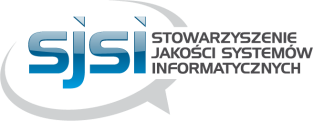 sjsi
STOWARZYSZENIE
JAKOŚCI SYSTEMÓW
INFORMATYCZNYCH